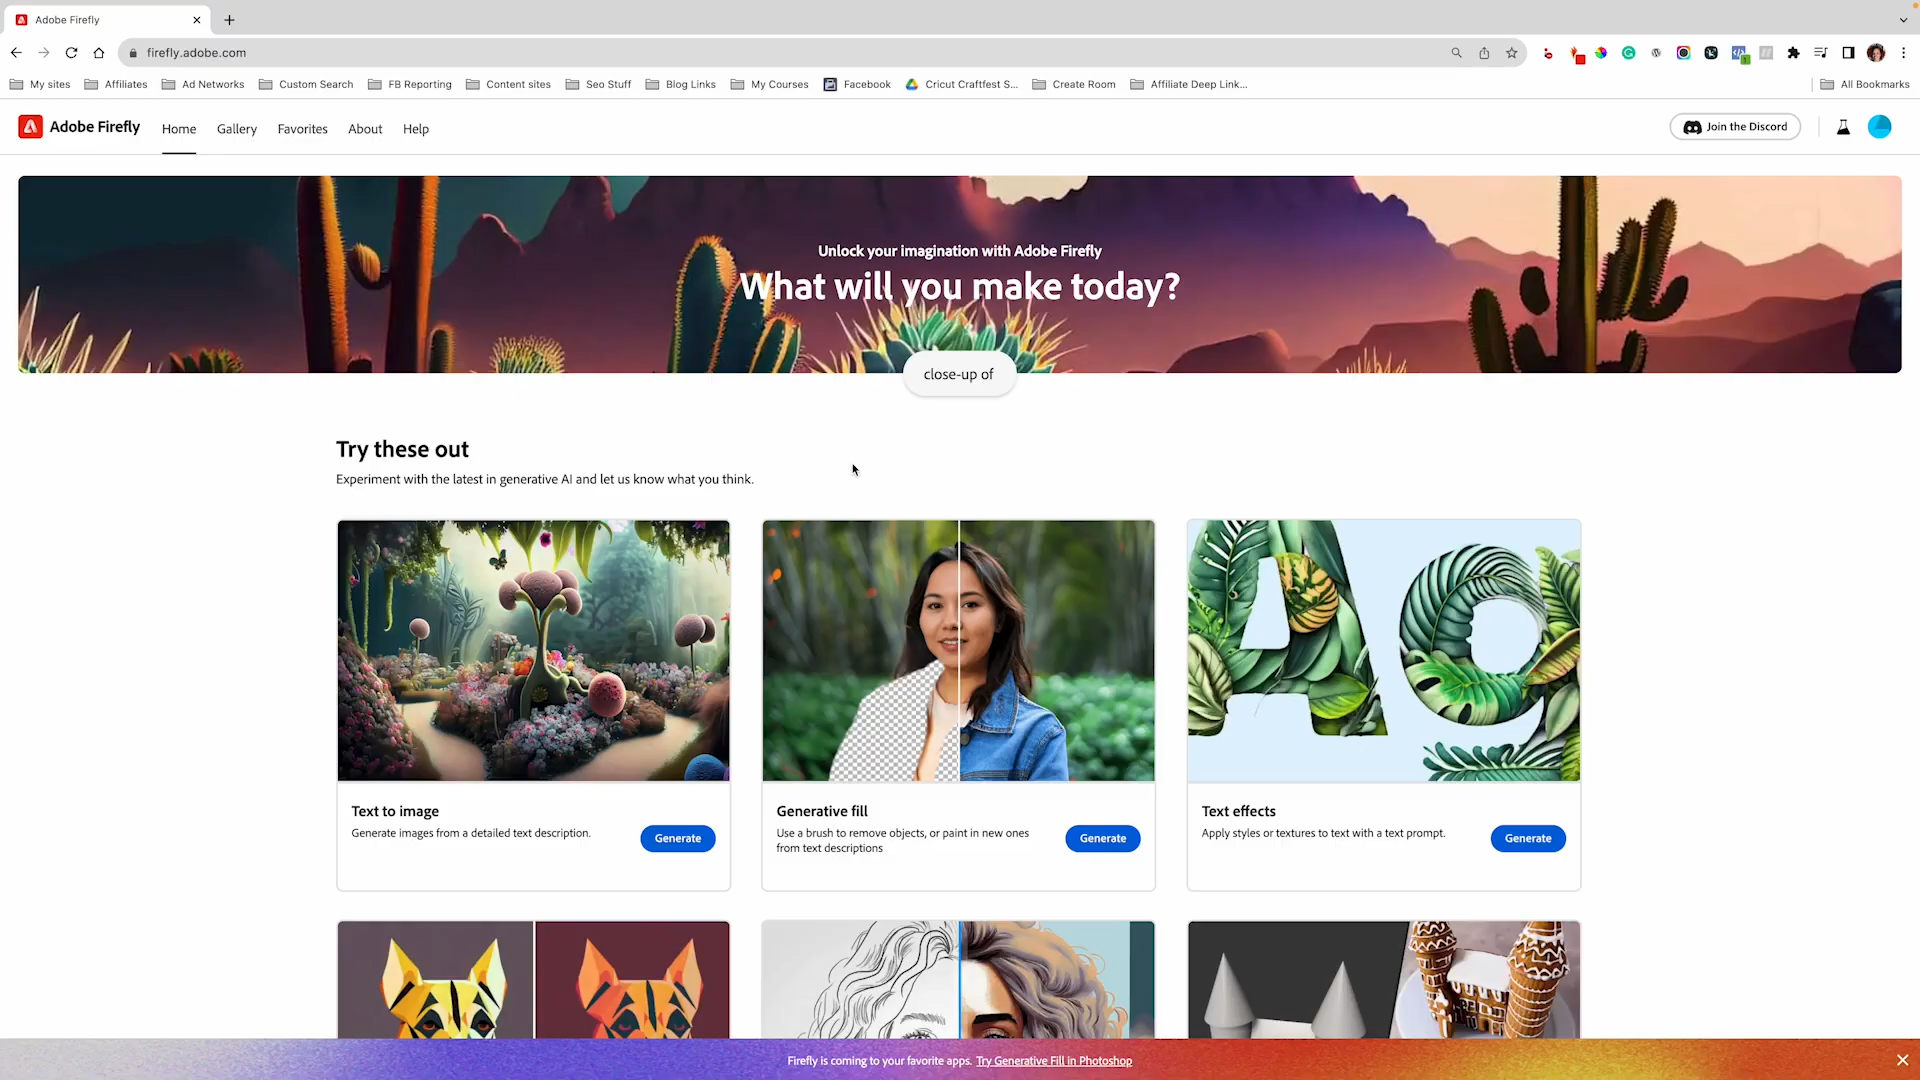 Adobe Firefly
firefly.adobe.com
My sites
Affiliates
Ad Networks
Custom Search
FB Reporting
Content sites
Seo Stuff
Blog Links
My Courses
Facebook
Cricut Craftfest S...
Create Room
Affiliate Deep Link...
All Bookmarks
Adobe Firefly
Home
Gallery
Favorites
About
Help
Join the Discord
Unlock your imagination with Adobe Firefly
What will you make today?
close-up of
Try these out
Experiment with the latest in generative AI and let us know what you think.
Ag
Text to image
Generate images from a detailed text description.
Generate
Generative fill
Use a brush to remove objects, or paint in new ones
from text descriptions
Generate
Text effects
Apply styles or textures to text with a text prompt.
Generate
Firefly is coming to your favorite apps. Try Generative Fill in Photoshop